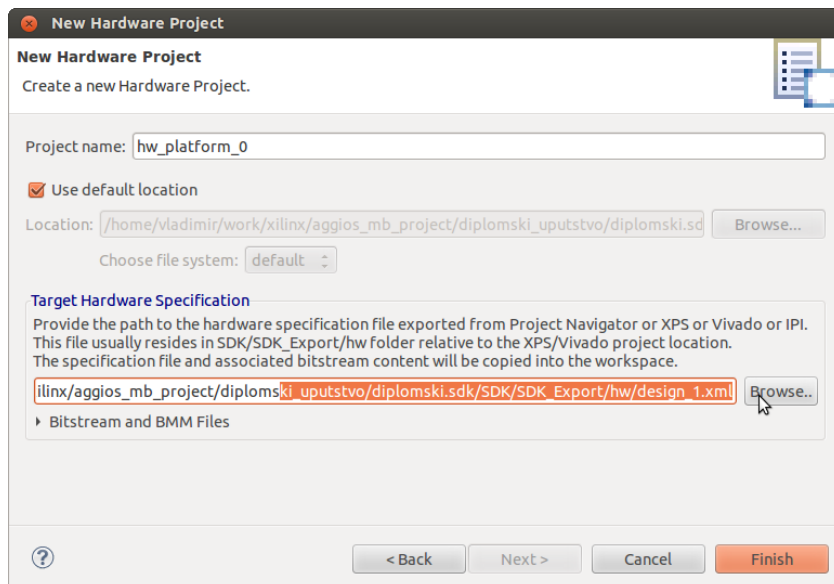 New Hardware Project
New Hardware Project
Create a new Hardware Project.
Project name: hw_platform_0
Use default location
Location: /home/vladimir/work/xilinx/aggios_mb_project/diplomski_uputstvo/diplomski.sd Browse...
Choose file system: default
Target Hardware Specification
Provide the path to the hardware specification file exported from Project Navigator or XPS or Vivado or IPI.
This file usually resides in SDK/SDK_Export/hw folder relative to the XPS/Vivado project location.
The specification file and associated bitstream content will be copied into the workspace.
ilinx/aggios_mb_project/diplomski_uputstvo/diplomski.sdk/SDK/SDK_Export/hw/design_1.xml Browse..
Bitstream and BMM Files
? < Back Next > Cancel Finish